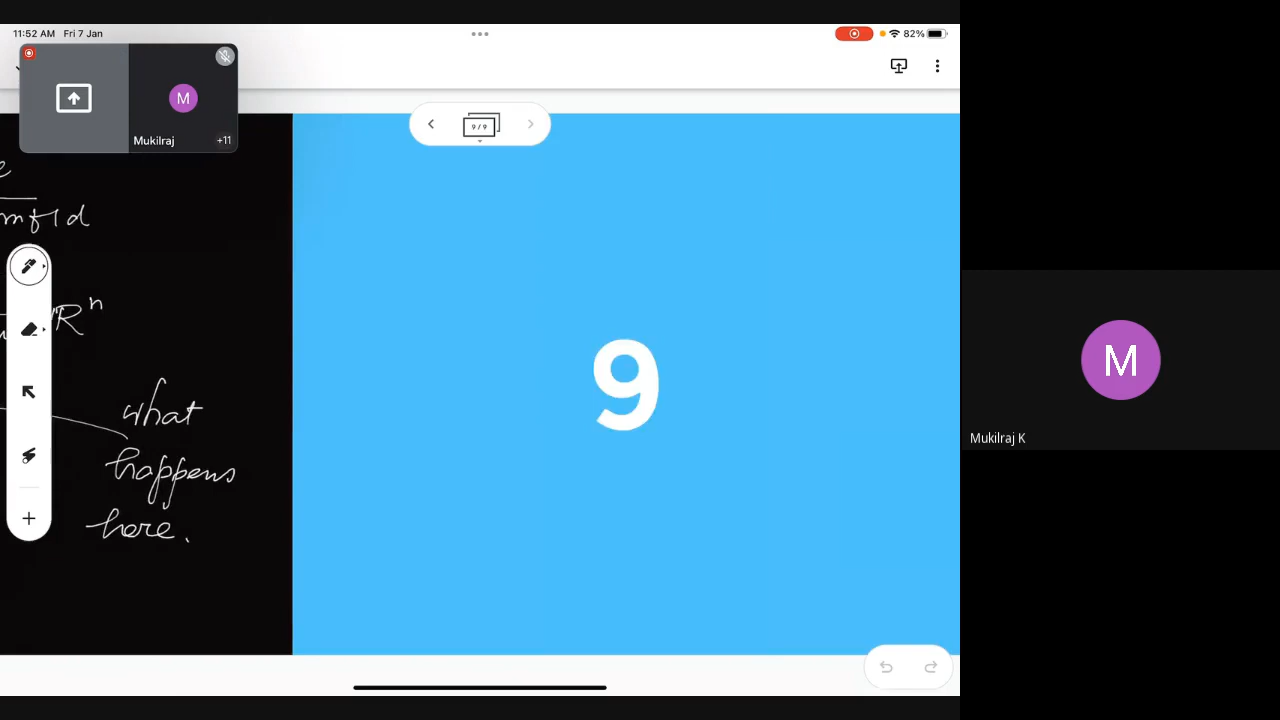 11:52 AM Fri 7 Jan
82%
M
Mukilraj
+11
9/9
e
mfld
R^n
what
happens
here.
9
M
Mukilraj K